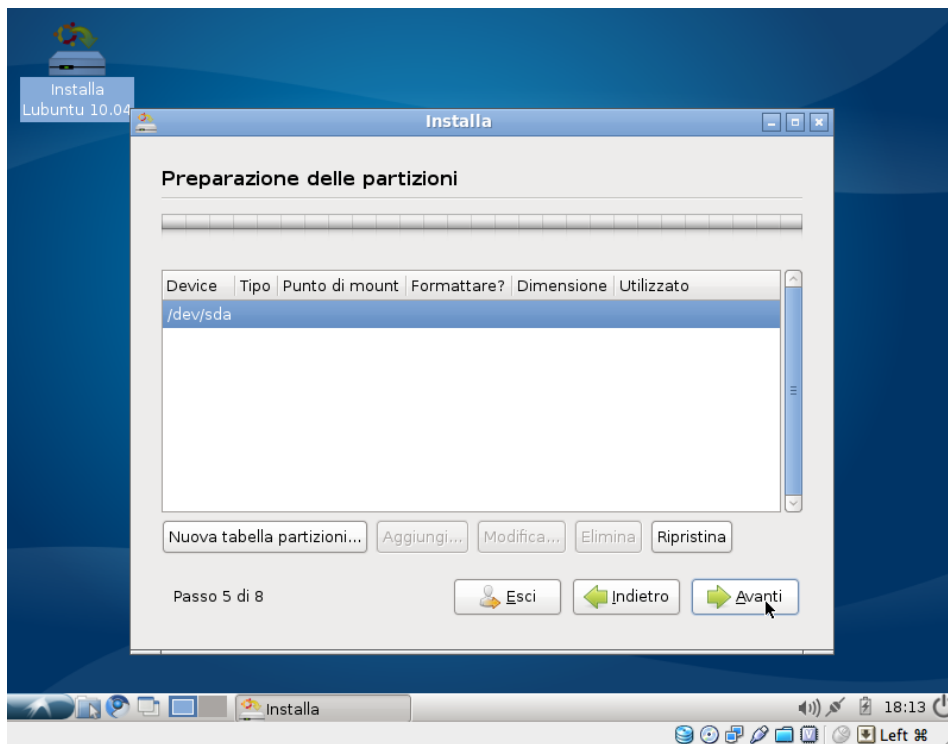 Installa
Lubuntu 10.04
Installa
Preparazione delle partizioni
Device Tipo Punto di mount Formattare? Dimensione Utilizzato
/dev/sda
Nuova tabella partizioni... Aggiungi... Modifica... Elimina Ripristina
Passo 5 di 8 Esci Indietro Avanti
Installa 18:13
Left ⌘